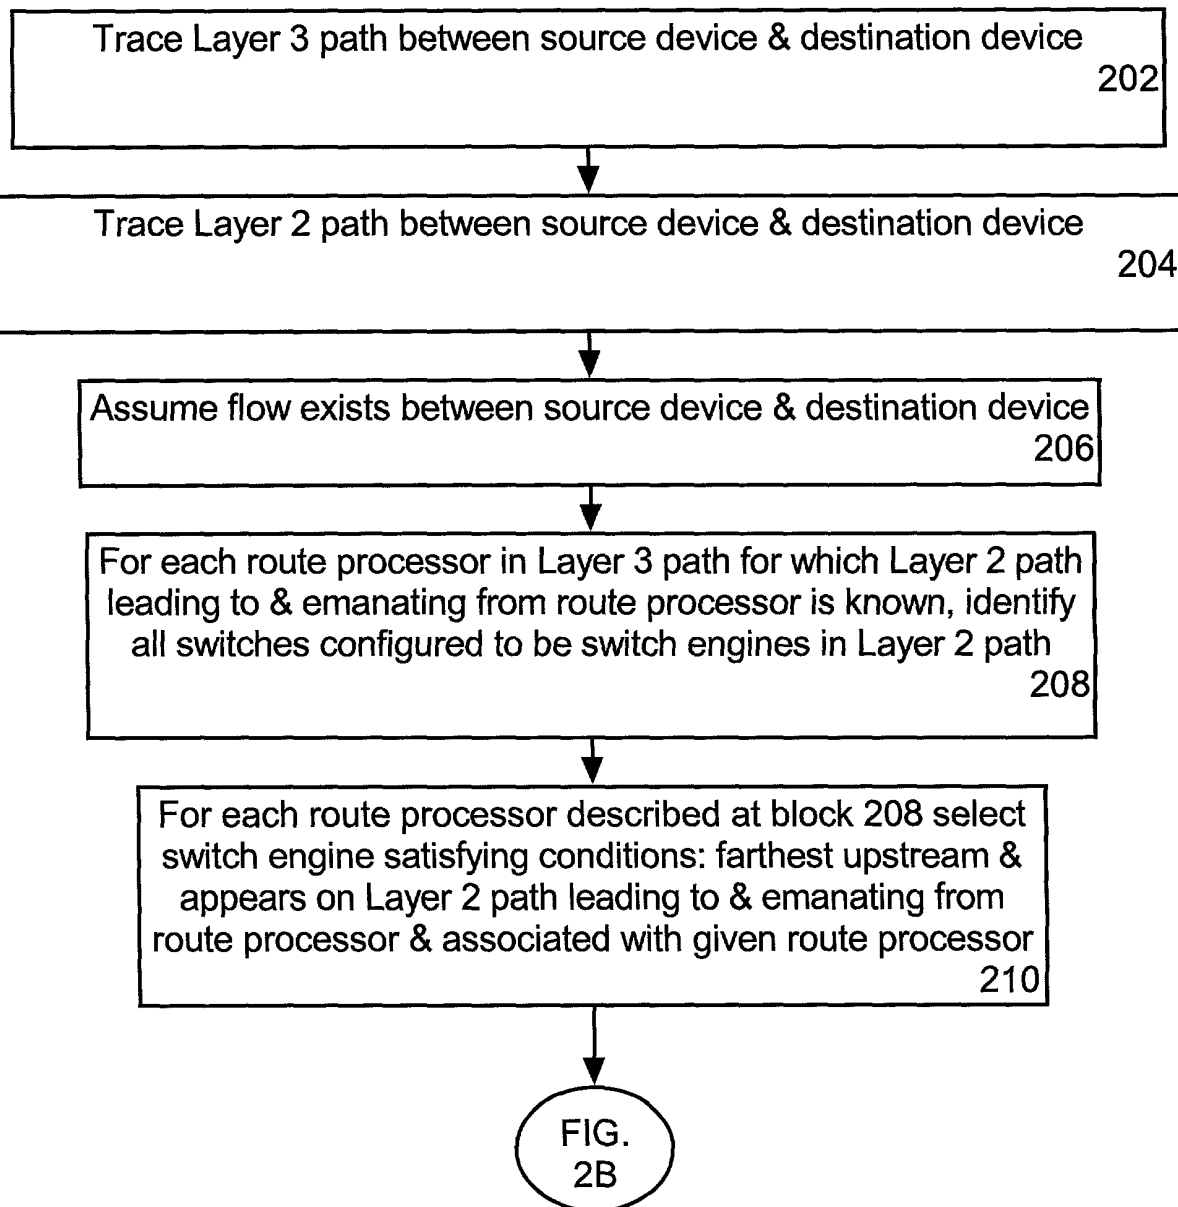 Trace Layer 3 path between source device & destination device
202
Trace Layer 2 path between source device & destination device
204
Assume flow exists between source device & destination device
206
For each route processor in Layer 3 path for which Layer 2 path
leading to & emanating from route processor is known, identify
all switches configured to be switch engines in Layer 2 path
208
For each route processor described at block 208 select
switch engine satisfying conditions: farthest upstream &
appears on Layer 2 path leading to & emanating from
route processor & associated with given route processor
210
FIG.
2B